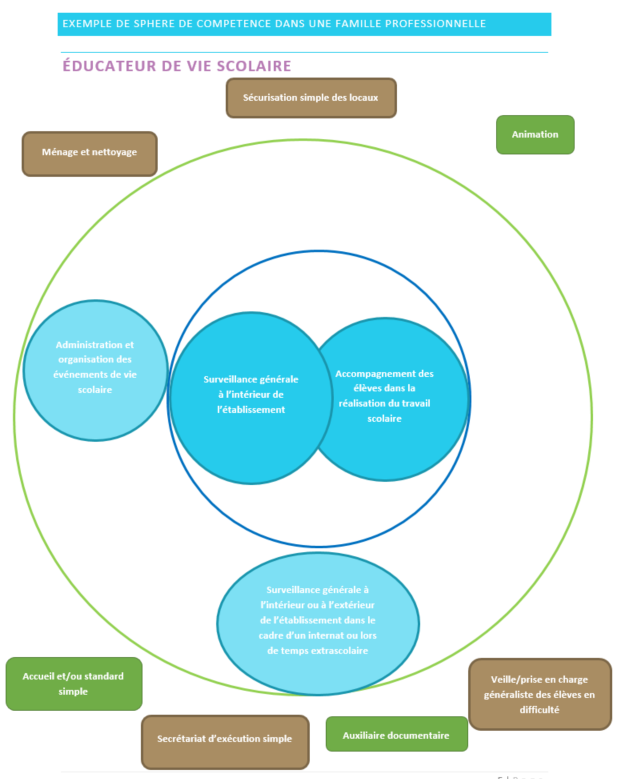 EXEMPLE DE SPHERE DE COMPETENCE DANS UNE FAMILLE PROFESSIONNELLE
ÉDUCATEUR DE VIE SCOLAIRE
Sécurisation simple des locaux
Animation
Ménage et nettoyage
Administration et
organisation des
événements de vie
scolaire
Surveillance générale
à l’intérieur de
l’établissement
Accompagnement des
élèves dans la
réalisation du travail
scolaire
Surveillance générale à
l’intérieur ou à l’extérieur
de l’établissement dans le
cadre d’un internat ou lors
de temps extrascolaire
Accueil et/ou standard
simple
Veille/prise en charge
généraliste des élèves en
difficulté
Secrétariat d’exécution simple
Auxiliaire documentaire